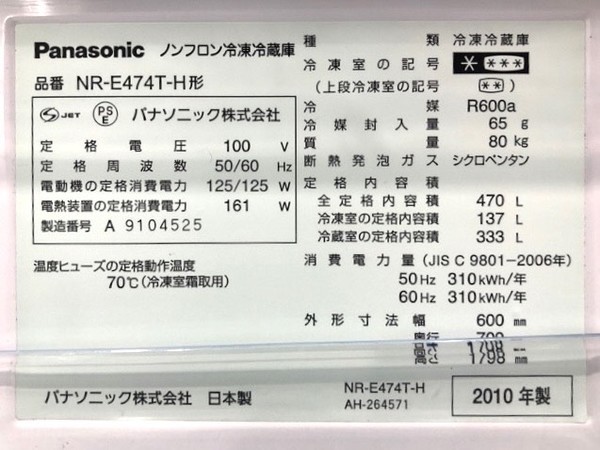 Panasonic ノンフロン冷凍冷蔵庫
品番 NR-E474T-H形
S JET PSE パナソニック株式会社
定格電圧 100 V
定格周波数 50/60 Hz
電動機の定格消費電力 125/125 W
電熱装置の定格消費電力 161 W
製造番号 A 9104525
温度ヒューズの定格動作温度
70℃(冷凍室霜取用)
種類 冷凍冷蔵庫
冷凍室の記号 * ***
(上段冷凍室の記号 **)
冷媒 R600a
冷媒封入量 65 g
質量 80 kg
断熱発泡ガス シクロペンタン
定格内容積
全定格内容積 470 L
冷凍室の定格内容積 137 L
冷蔵室の定格内容積 333 L
消費電力量(JIS C 9801-2006年)
50Hz 310kWh/年
60Hz 310kWh/年
外形寸法 幅 600 mm
奥行
高さ 1798 mm
パナソニック株式会社 日本製
NR-E474T-H
AH-264571
2010年製